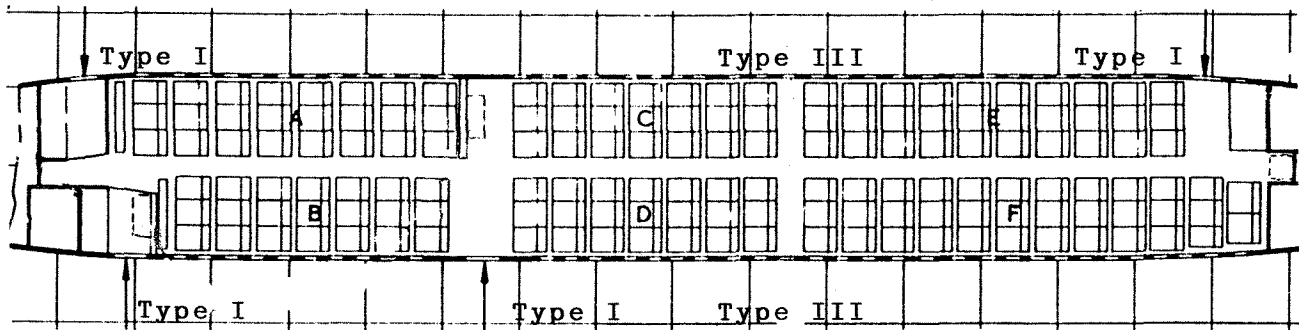 Type I Type III Type I
A C E
B D F
Type I Type I Type III